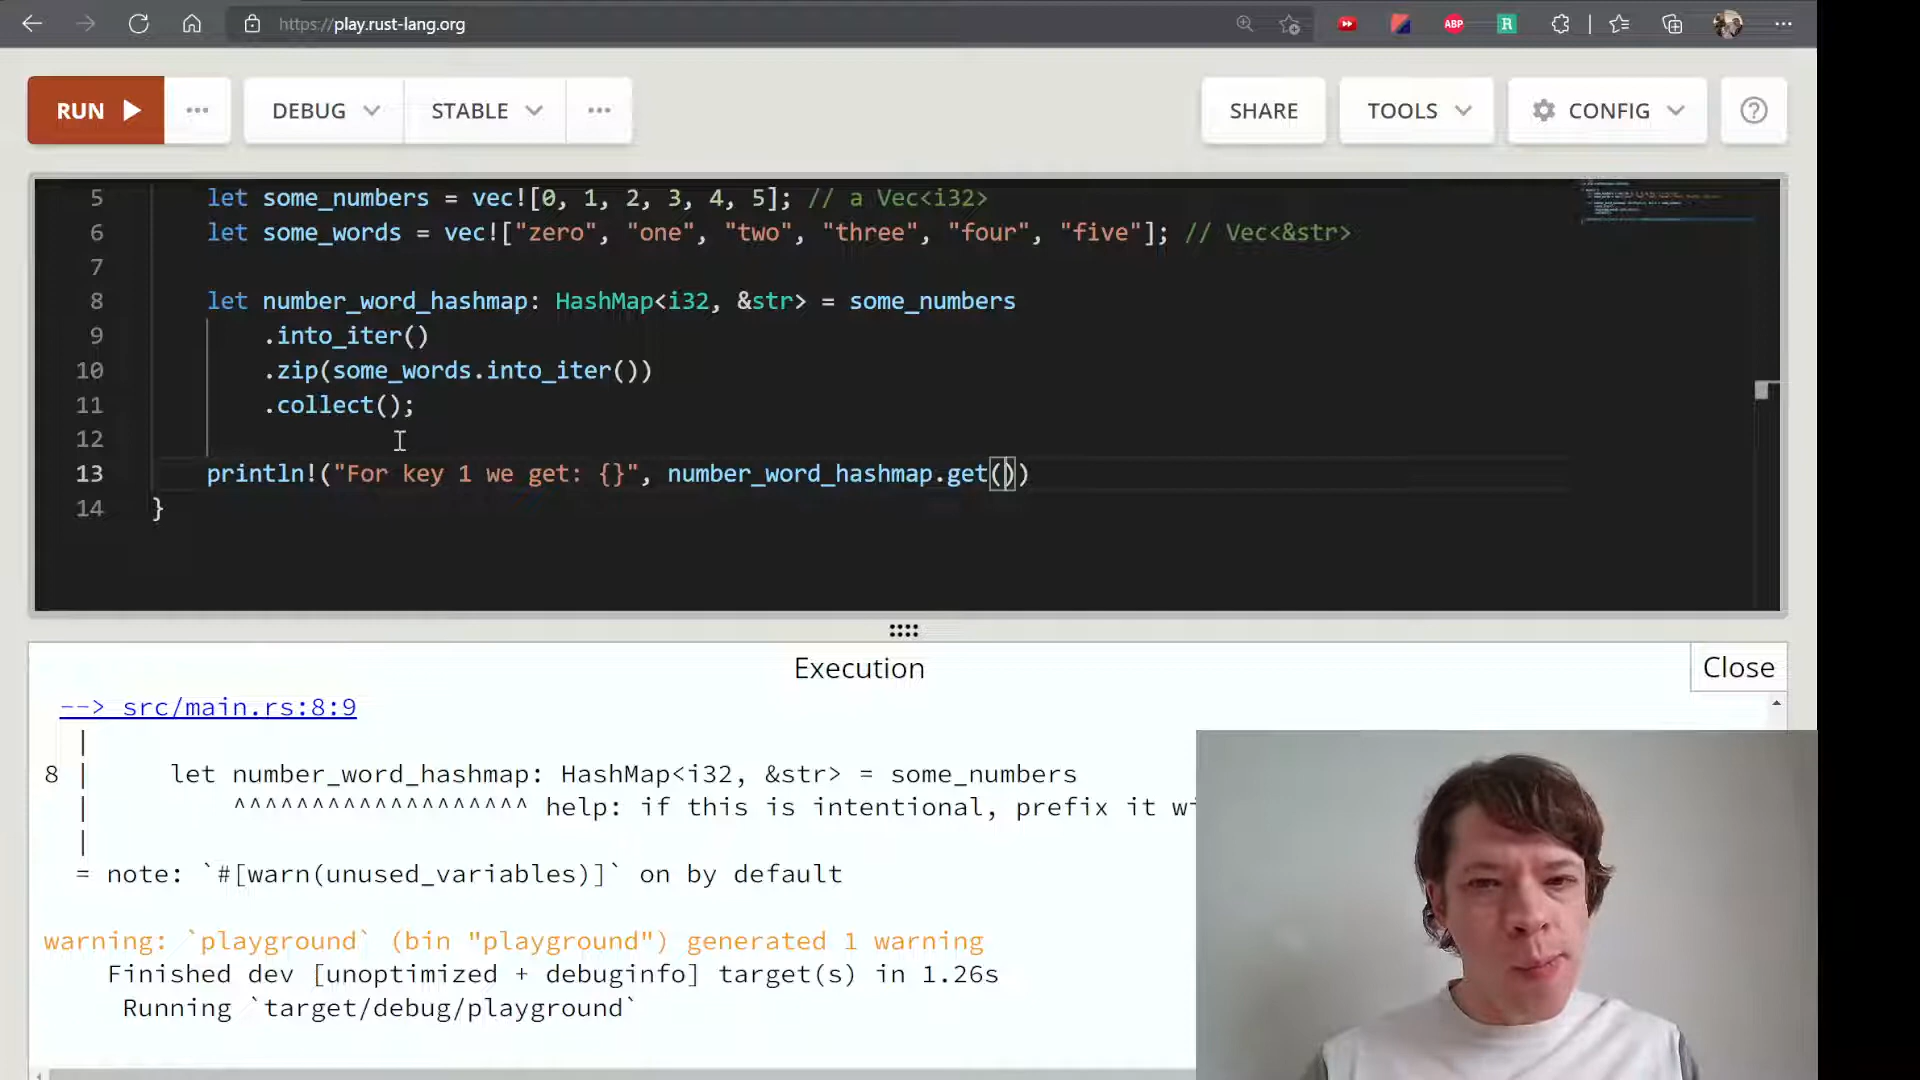 https://play.rust-lang.org
ABP
R
RUN
DEBUG
STABLE
SHARE
TOOLS
CONFIG
5 let some_numbers = vec![0, 1, 2, 3, 4, 5]; // a Vec<i32>
6 let some_words = vec!["zero", "one", "two", "three", "four", "five"]; // Vec<&str>
7
8 let number_word_hashmap: HashMap<i32, &str> = some_numbers
9 .into_iter()
10 .zip(some_words.into_iter())
11 .collect();
12
13 println!("For key 1 we get: {}", number_word_hashmap.get())
14 }
Execution
Close
--> src/main.rs:8:9
|
8 | let number_word_hashmap: HashMap<i32, &str> = some_numbers
| ^^^^^^^^^^^^^^^^^^^ help: if this is intentional, prefix it wi
|
= note: `#[warn(unused_variables)]` on by default
warning: `playground` (bin "playground") generated 1 warning
Finished dev [unoptimized + debuginfo] target(s) in 1.26s
Running `target/debug/playground`